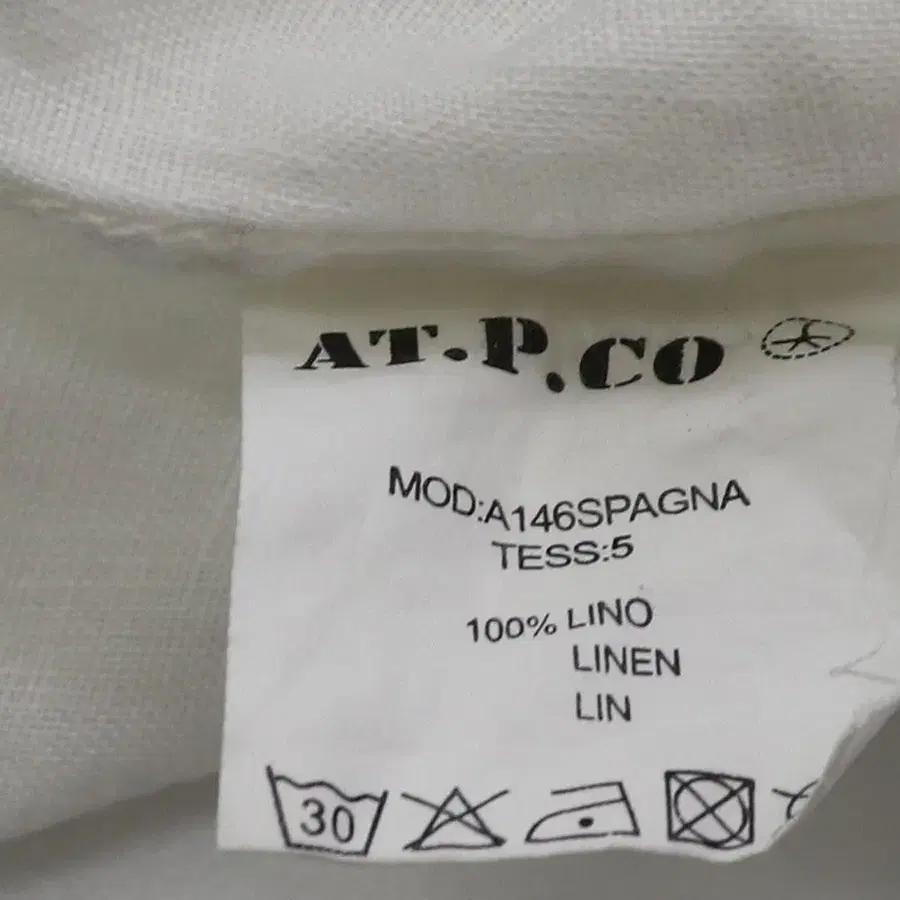 AT.P.CO
MOD:A146SPAGNA
TESS:5
100% LINO
LINEN
LIN
30